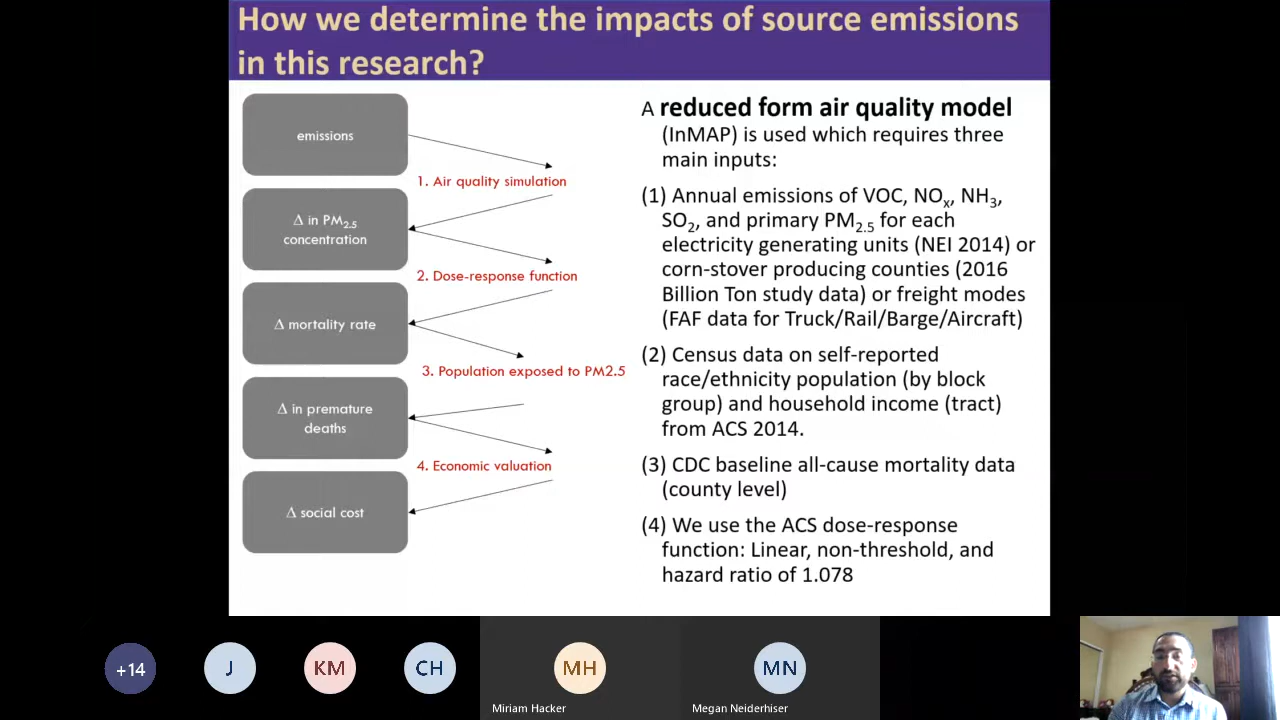 How we determine the impacts of source emissions
in this research?
emissions
1. Air quality simulation
Δ in PM2.5
concentration
2. Dose-response function
Δ mortality rate
3. Population exposed to PM2.5
Δ in premature
deaths
4. Economic valuation
Δ social cost
A reduced form air quality model
(InMAP) is used which requires three
main inputs:
(1) Annual emissions of VOC, NOx, NH3,
SO2, and primary PM2.5 for each
electricity generating units (NEI 2014) or
corn-stover producing counties (2016
Billion Ton study data) or freight modes
(FAF data for Truck/Rail/Barge/Aircraft)
(2) Census data on self-reported
race/ethnicity population (by block
group) and household income (tract)
from ACS 2014.
(3) CDC baseline all-cause mortality data
(county level)
(4) We use the ACS dose-response
function: Linear, non-threshold, and
hazard ratio of 1.078
+14
J
KM
CH
MH
MN
Miriam Hacker
Megan Neiderhiser